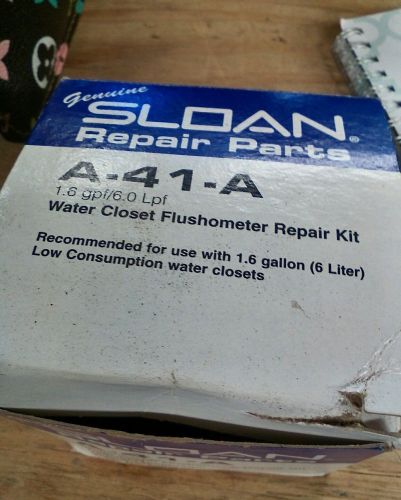 Genuine
SLOAN®
Repair Parts
A-41-A
1.6 gpf/6.0 Lpf
Water Closet Flushometer Repair Kit
Recommended for use with 1.6 gallon (6 Liter)
Low Consumption water closets
SLOAN